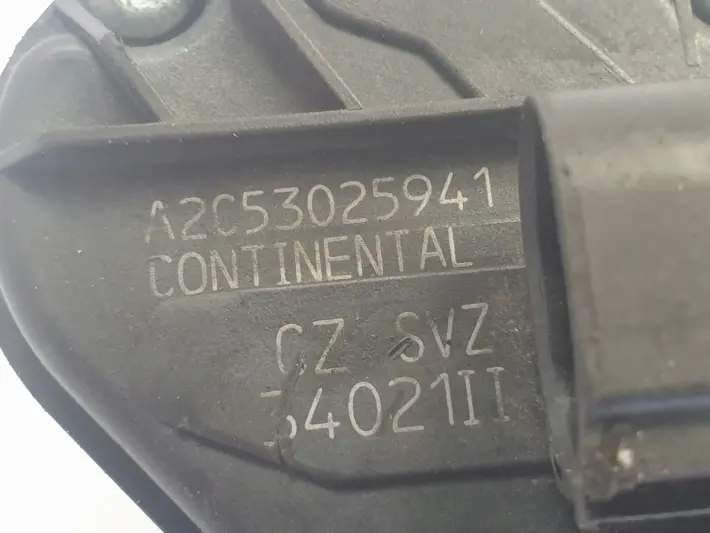 A2C53025941
CONTINENTAL
CZ SVZ
34021II